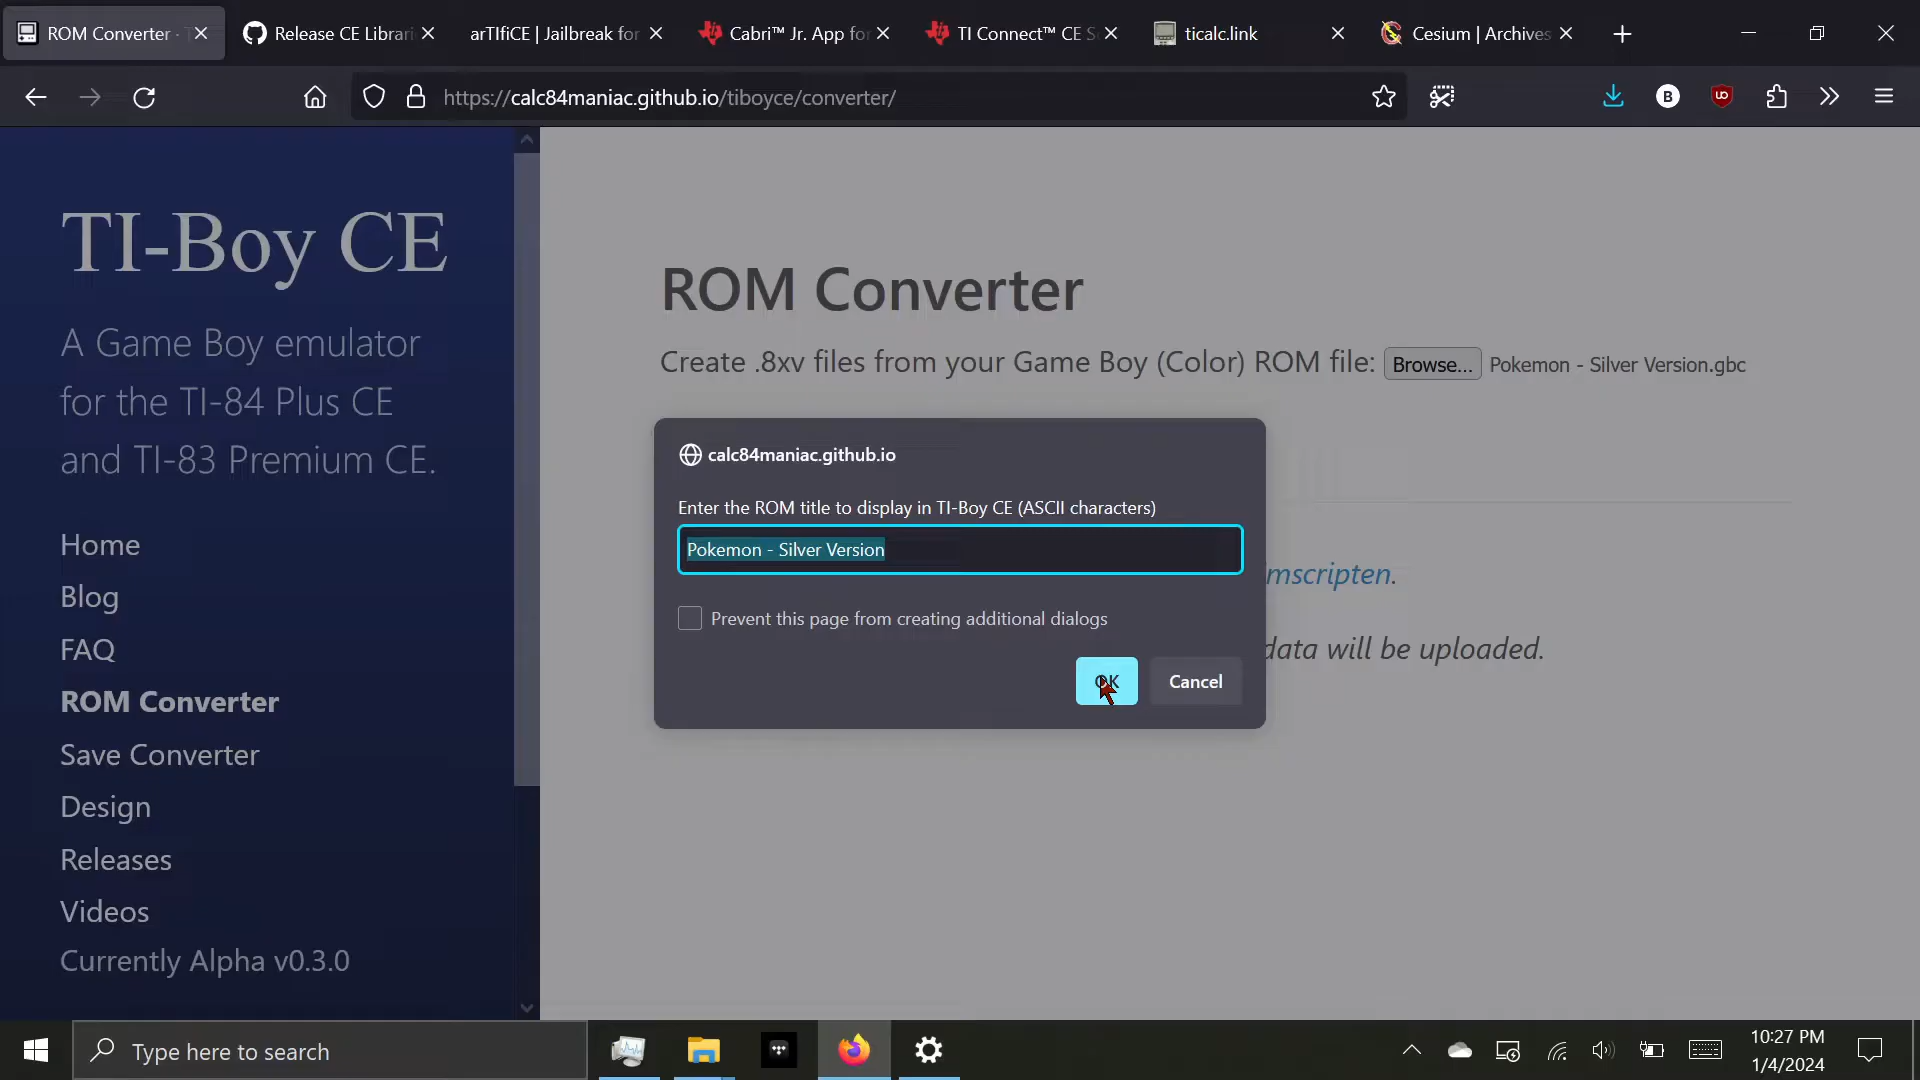 ROM Converter -
Release CE Librari
arTIfiCE | Jailbreak for
Cabri™ Jr. App for
TI Connect™ CE S
ticalc.link
Cesium | Archives
https://calc84maniac.github.io/tiboyce/converter/
B
TI-Boy CE
A Game Boy emulator
for the TI-84 Plus CE
and TI-83 Premium CE.
Home
Blog
FAQ
ROM Converter
Save Converter
Design
Releases
Videos
Currently Alpha v0.3.0
ROM Converter
Create .8xv files from your Game Boy (Color) ROM file: Browse... Pokemon - Silver Version.gbc
calc84maniac.github.io
Enter the ROM title to display in TI-Boy CE (ASCII characters)
Pokemon - Silver Version
mscripten.
Prevent this page from creating additional dialogs
data will be uploaded.
OK
Cancel
Type here to search
10:27 PM
1/4/2024